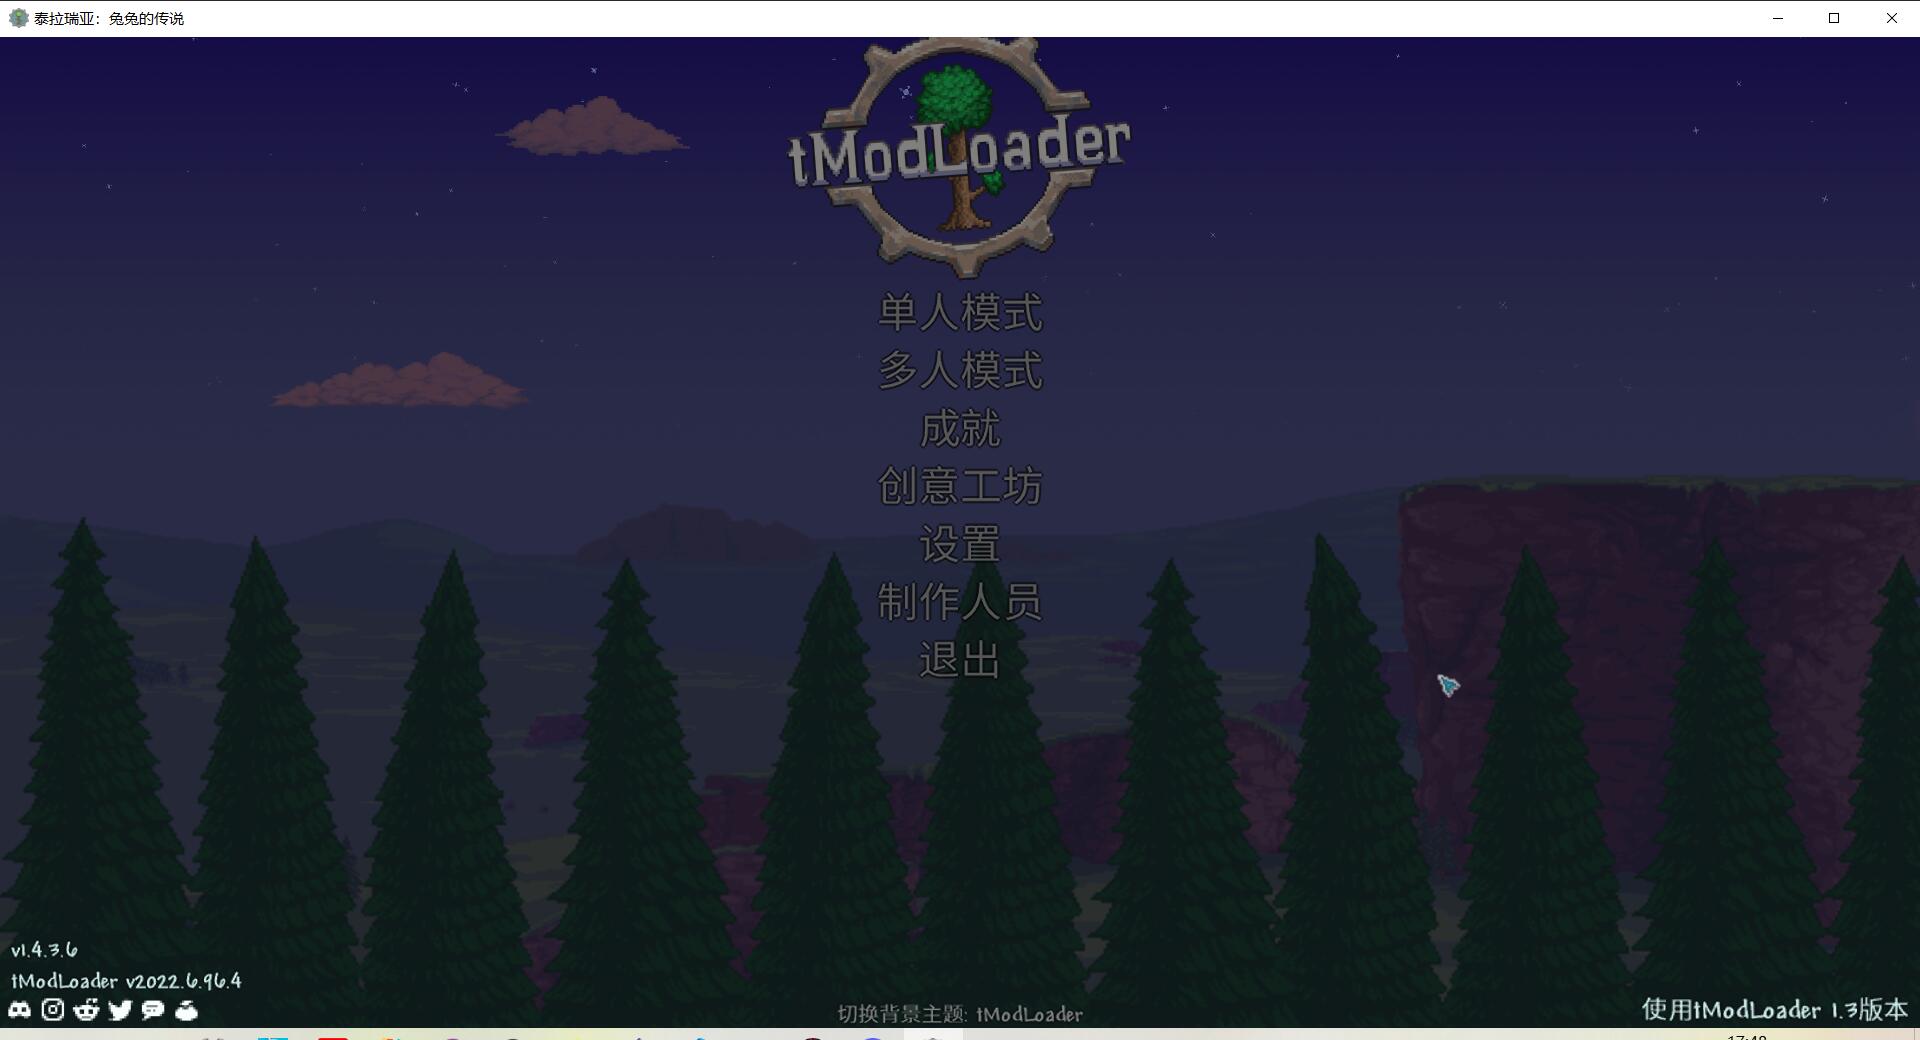 泰拉瑞亚：兔兔的传说
tModLoader
单人模式
多人模式
成就
创意工坊
设置
制作人员
退出
v1.4.3.6
tModLoader v2022.6.96.4
切换背景主题: tModLoader
使用tModLoader 1.3版本